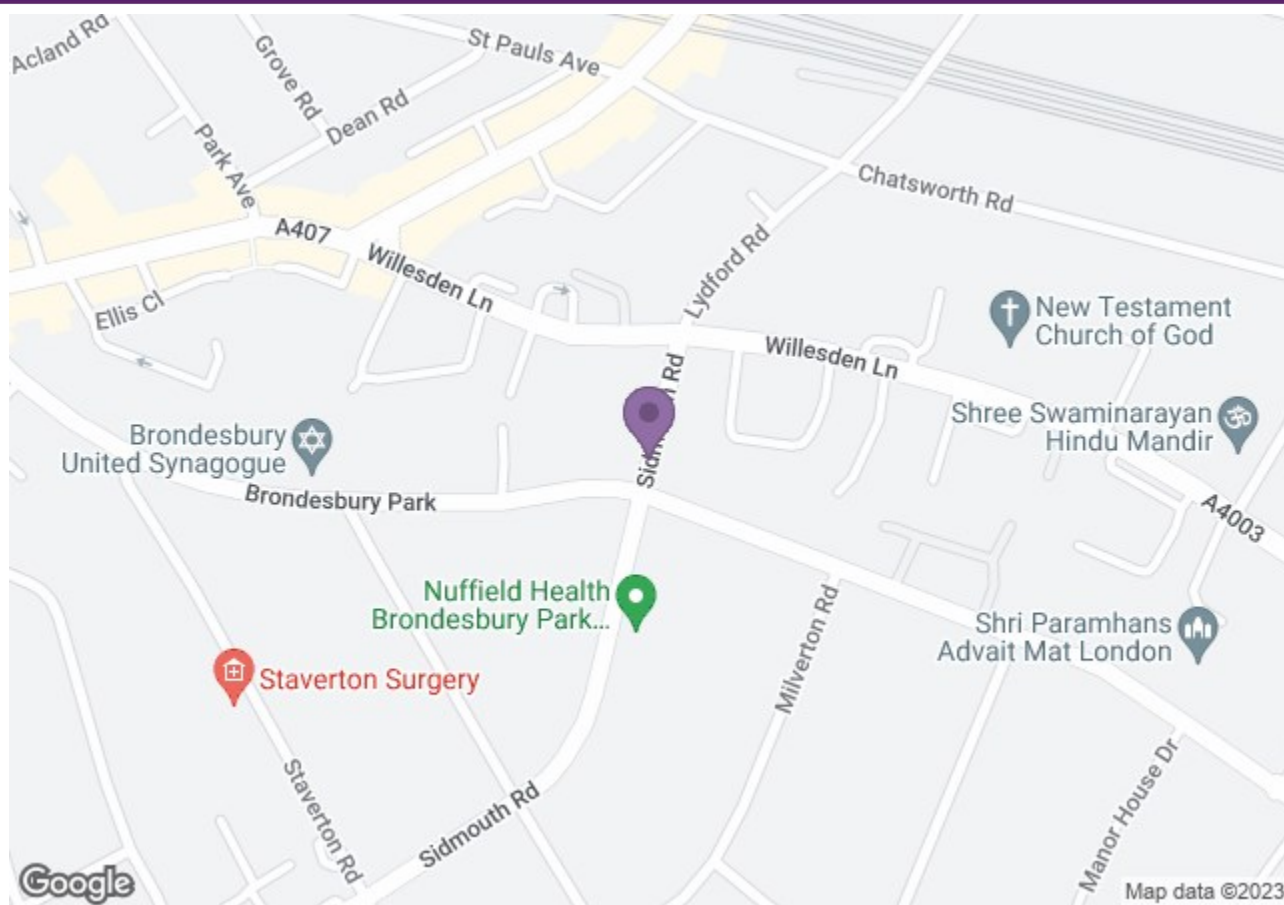 Acland Rd
Grove Rd
St Pauls Ave
Dean Rd
Park Ave
Chatsworth Rd
A407
Willesden Ln
Lydford Rd
Ellis Cl
New Testament
Church of God
Willesden Ln
Shree Swaminarayan
Hindu Mandir
Brondesbury
United Synagogue
Rd
Brondesbury Park
A4003
Nuffield Health
Brondesbury Park...
Milverton Rd
Shri Paramhans
Advait Mat London
Staverton Surgery
Staverton Rd
Sidmouth Rd
Manor House Dr
Google
Map data ©2023